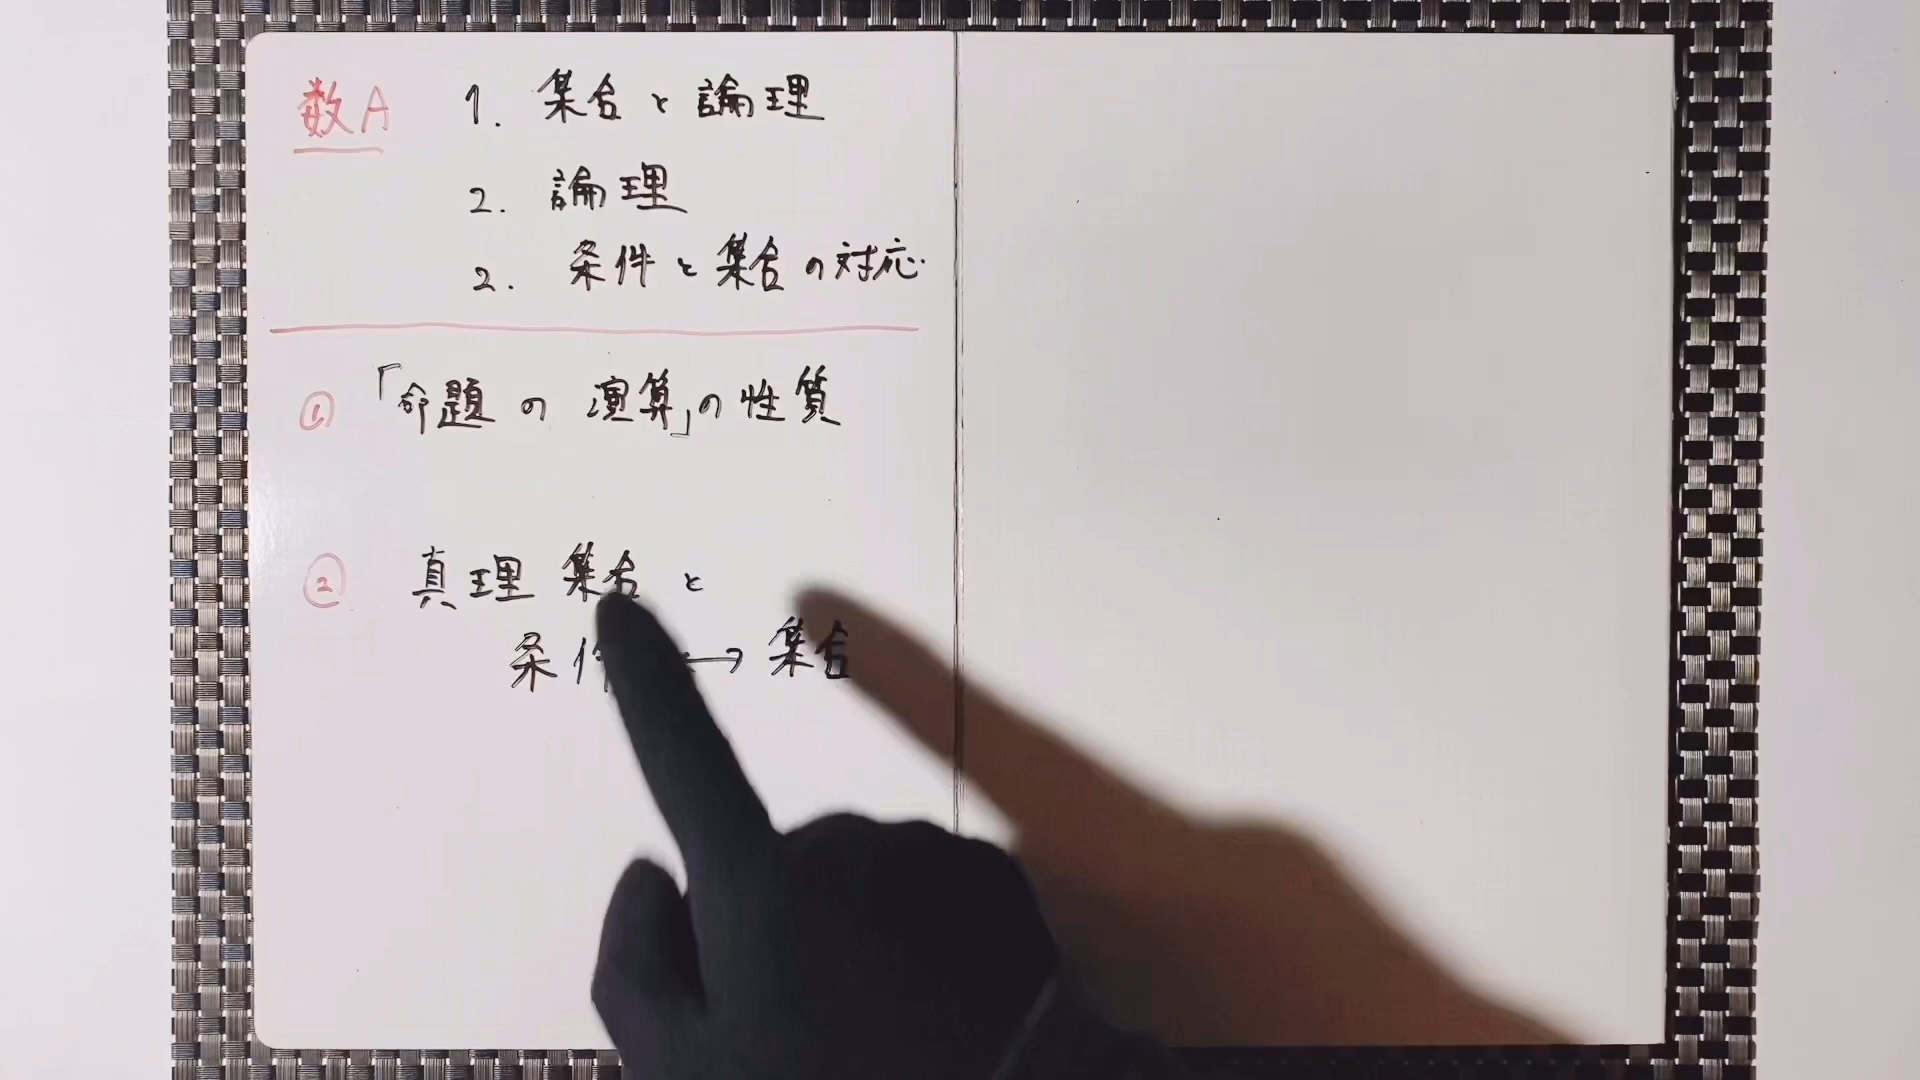 数A 1. 集合と論理
2. 論理
2. 条件と集合の対応.
① 「命題の演算」の性質
② 真理集合と
条件 ↔ 集合